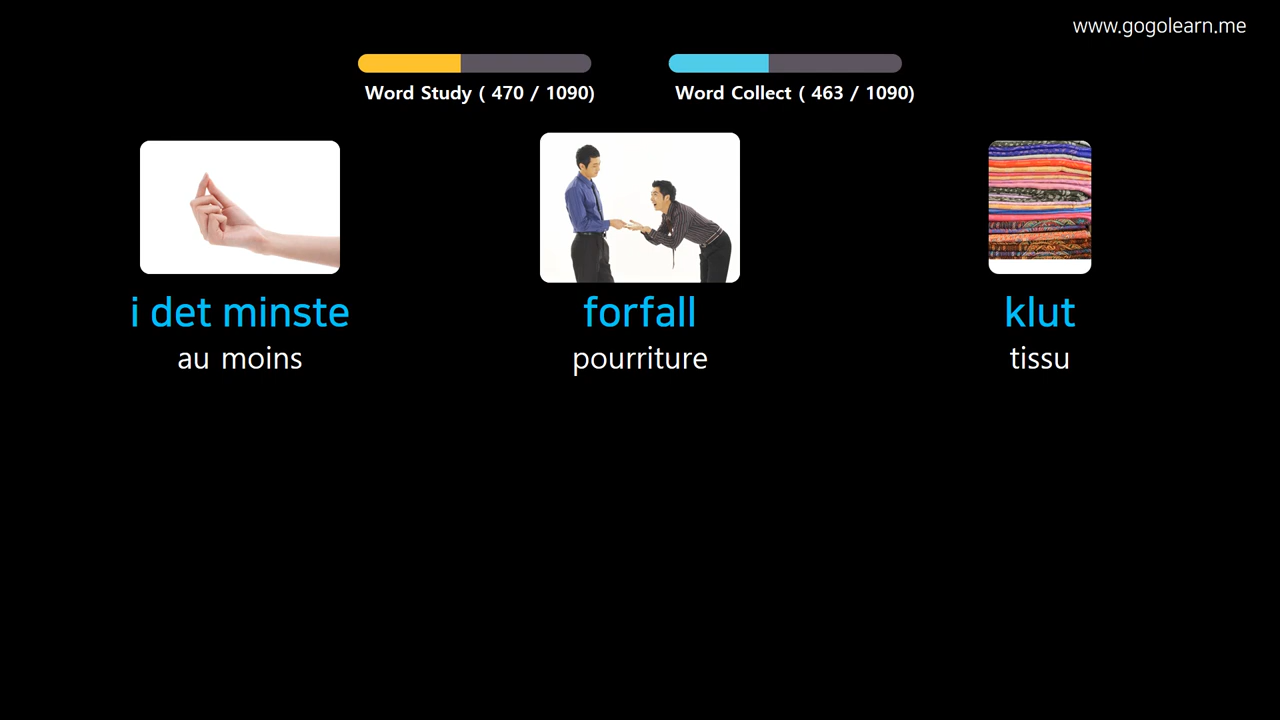 www.gogolearn.me
Word Study ( 470 / 1090)
Word Collect ( 463 / 1090)
i det minste
au moins
forfall
pourriture
klut
tissu